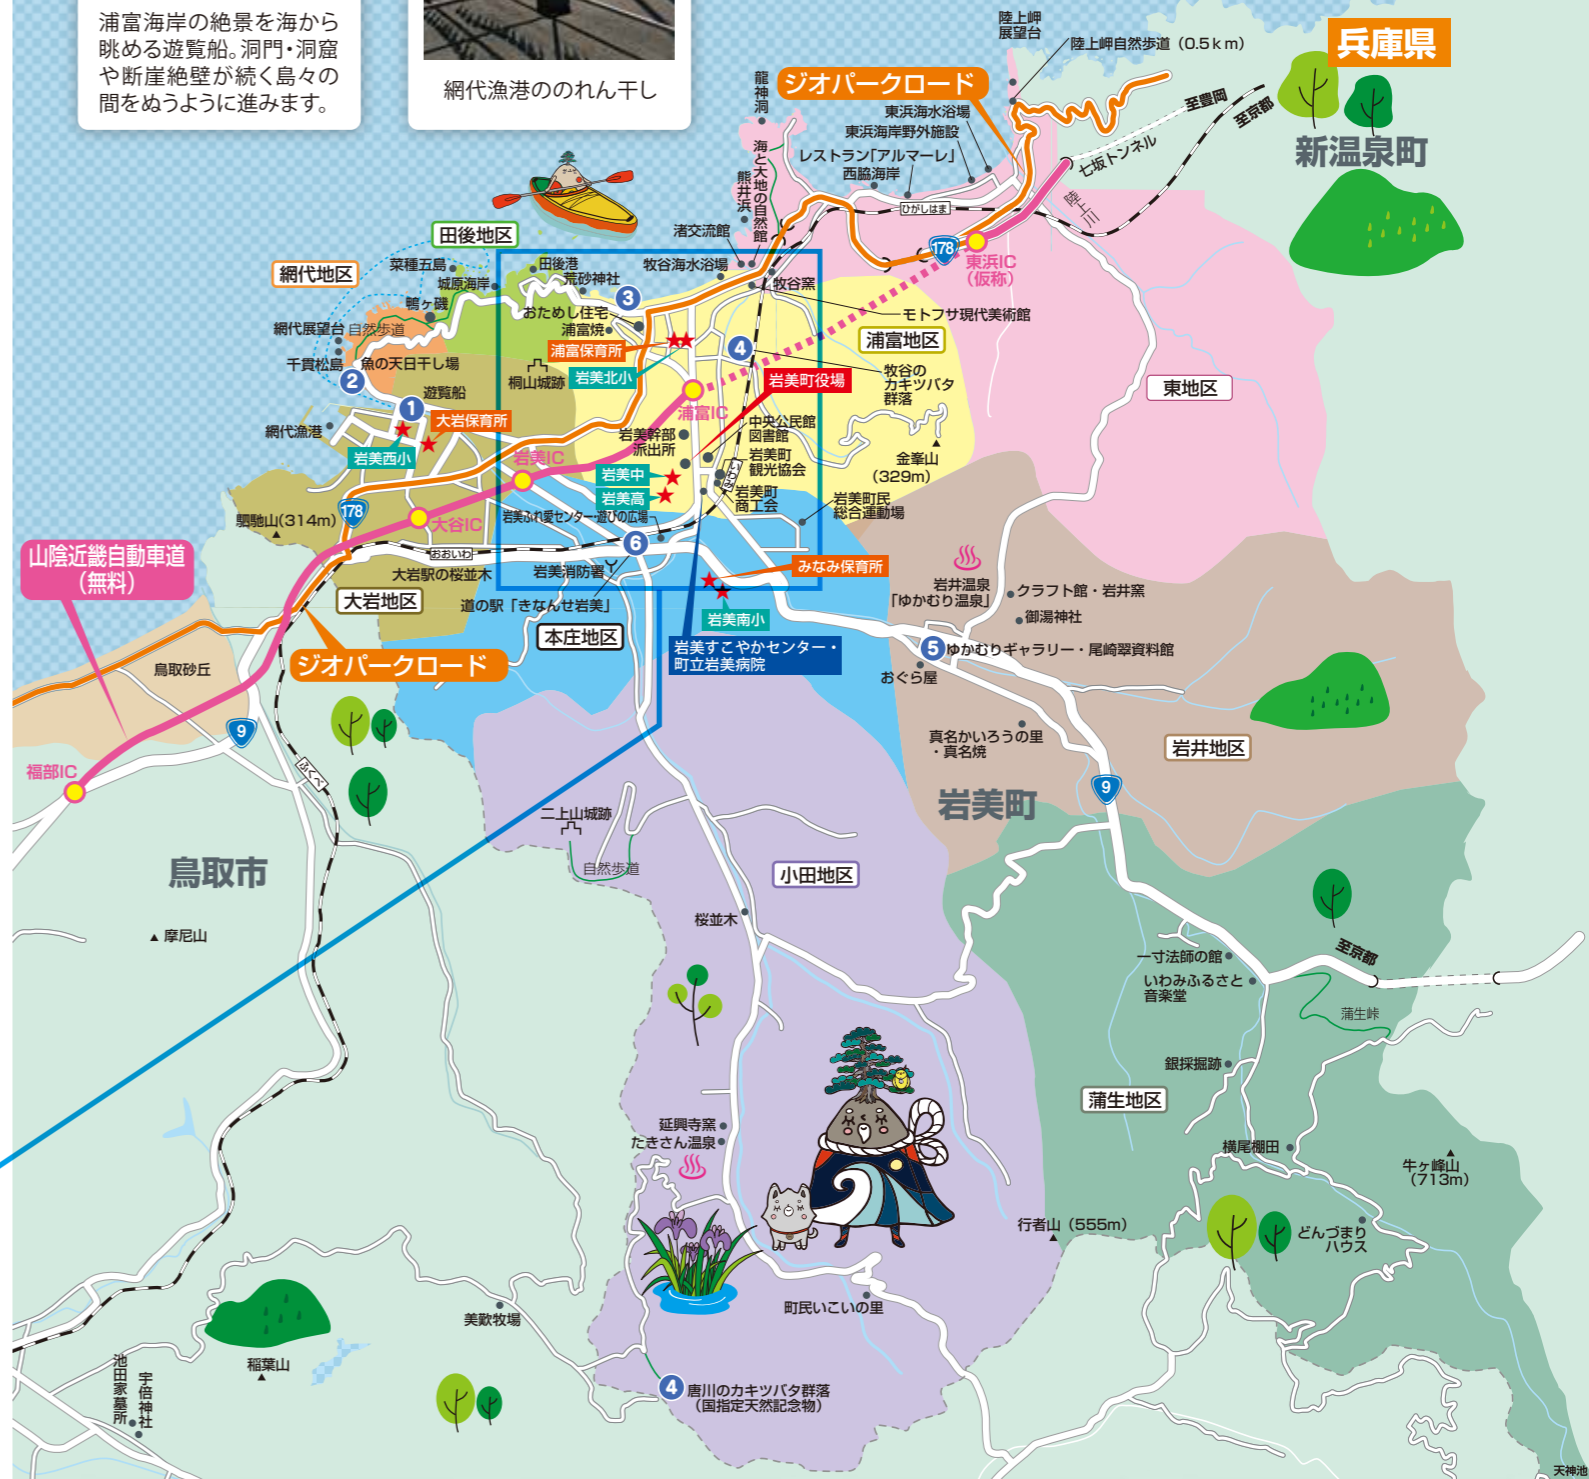 浦富海岸の絶景を海から
眺める遊覧船。洞門・洞窟
や断崖絶壁が続く島々の
間をぬうように進みます。
網代漁港ののれん干し
陸上岬
展望台
陸上岬自然歩道（0.5km）
兵庫県
ジオパークロード
龍神洞
東浜海水浴場
東浜海岸野外施設
レストラン「アルマーレ」
西脇海岸
至豊岡
至京都
七坂トンネル
新温泉町
陸上川
海と大地の自然館
熊井浜
渚交流館
ひがしはま
178
東浜IC
（仮称）
田後地区
網代地区
菜種五島
城原海岸
鴨ヶ磯
田後港
荒砂神社
牧谷海水浴場
牧谷窯
モトフサ現代美術館
3
おためし住宅
浦富焼
浦富保育所
岩美北小
4
浦富地区
網代展望台
自然歩道
千貫松島
魚の天日干し場
桐山城跡
2
遊覧船
1
大岩保育所
網代漁港
岩美西小
浦富IC
岩美町役場
牧谷の
カキツバタ
群落
東地区
中央公民館
図書館
岩美幹部
派出所
岩美町
観光協会
いわみ
金峯山
（329m）
岩美IC
岩美中
岩美高
岩美町
商工会
岩美町民
総合運動場
岩美ふれ愛センター・遊びの広場
178
大谷IC
駟馳山(314m)
山陰近畿自動車道
（無料）
おおいわ
6
大岩駅の桜並木
岩美消防署
みなみ保育所
岩美南小
岩井温泉
「ゆかむり温泉」
クラフト館・岩井窯
御湯神社
大岩地区
道の駅「きなんせ岩美」
本庄地区
岩美すこやかセンター・
町立岩美病院
5
ゆかむりギャラリー・尾崎翠資料館
おぐら屋
ジオパークロード
鳥取砂丘
9
真名かいろうの里
・真名焼
岩井地区
福部IC
ふくべ
9
岩美町
二上山城跡
自然歩道
鳥取市
小田地区
桜並木
摩尼山
一寸法師の館
いわみふるさと
音楽堂
至京都
蒲生峠
銀採掘跡
蒲生地区
延興寺窯
たきさん温泉
横尾棚田
牛ヶ峰山
（713m）
行者山（555m）
どんづまり
ハウス
町民いこいの里
美歎牧場
稲葉山
池田家墓所
宇倍神社
4
唐川のカキツバタ群落
（国指定天然記念物）
天神池